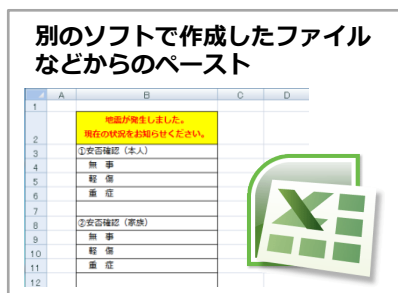 別のソフトで作成したファイル
などからのペースト
A B C D
1
地震が発生しました。
2 現在の状況をお知らせください。
3 ①安否確認（本人）
4 無 事
5 軽 傷
6 重 症
7
8 ②安否確認（家族）
9 無 事
10 軽 傷
11 重 症
12